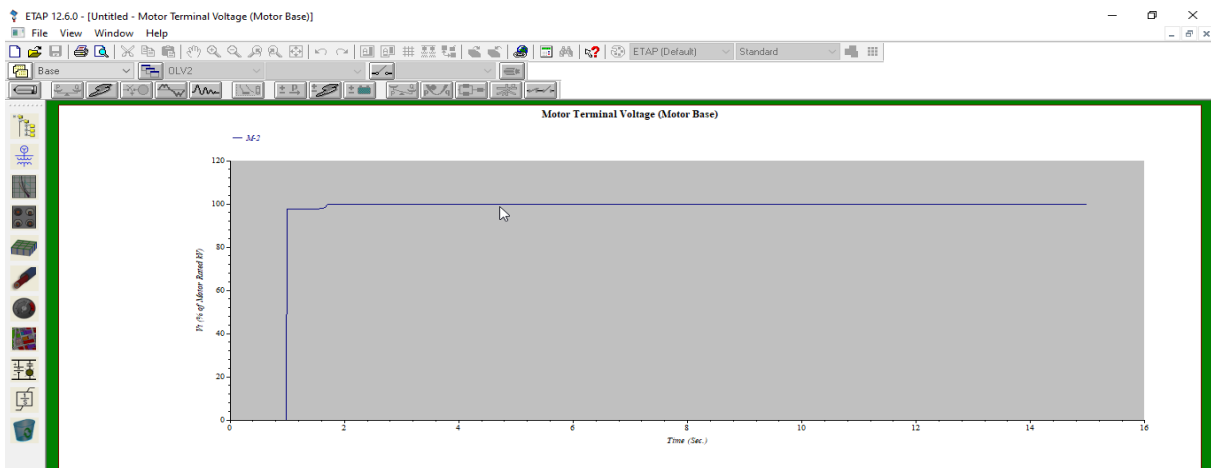 ETAP 12.6.0 - [Untitled - Motor Terminal Voltage (Motor Base)]
File View Window Help
ETAP (Default) Standard
Base OLV2
Motor Terminal Voltage (Motor Base)
M-2
120
100
80
60
40
20
0
Vt (% of Motor Rated kV)
0 2 4 6 8 10 12 14 16
Time (Sec.)